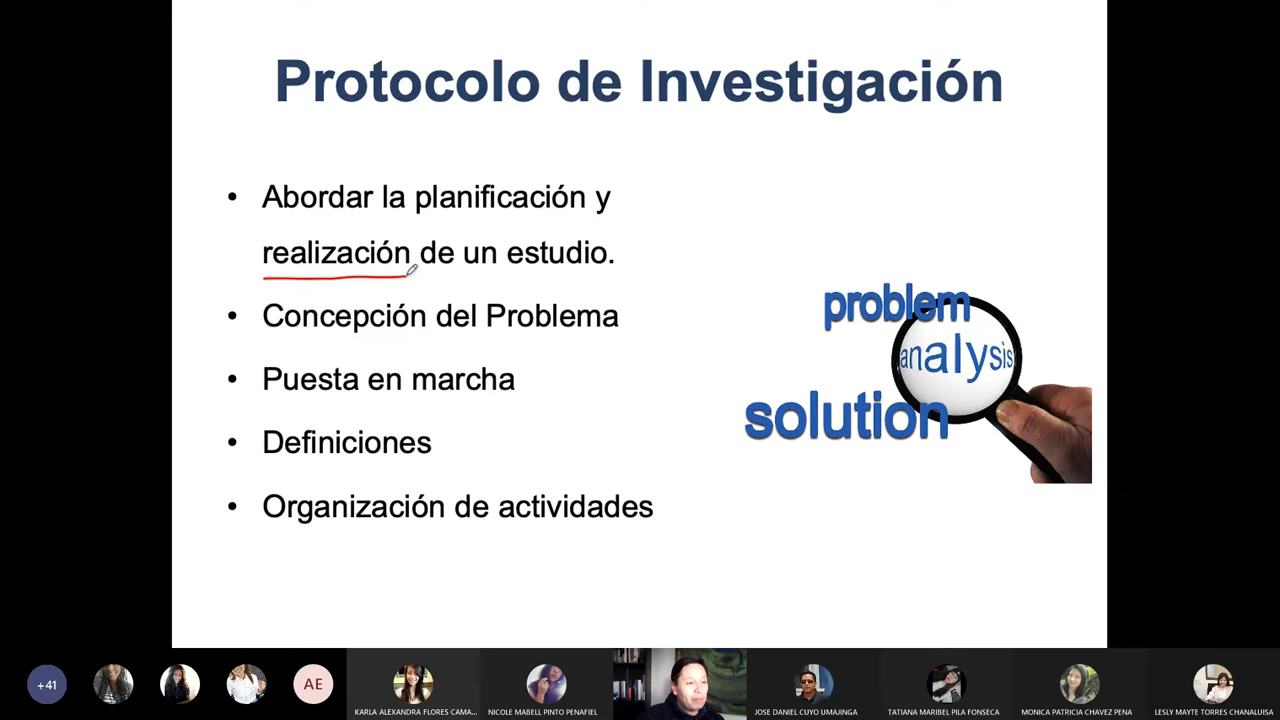 Protocolo de Investigación
• Abordar la planificación y
realización de un estudio.
• Concepción del Problema
• Puesta en marcha
• Definiciones
• Organización de actividades
problem
analysis
solution
+41
AE
KARLA ALEXANDRA FLORES CAMA...
NICOLE MABELL PINTO PENAFIEL
JOSE DANIEL CUYO UMAJINGA
TATIANA MARIBEL PILA FONSECA
MONICA PATRICIA CHAVEZ PENA
LESLY MAYTE TORRES CHANALUISA